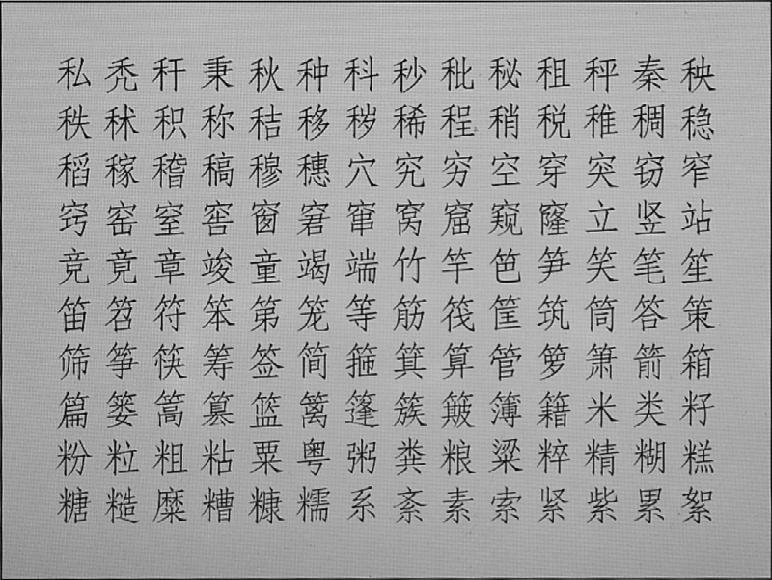 私秃秆秉秋种科秒秕秘租秤秦秧
秩秫积称秸移秽稀程稍税稚稠稳
稻稼稽稿穆穗穴究穷空穿突窃窄
窍窑窒窖窗窘窜窝窟窥窿立竖站
竞竟章竣童竭端竹竿笆笋笑笔笙
笛笤符笨第笼等筋筏筐筑筒答策
筛筝筷筹签简箍箕算管箩箫箭箱
篇篓篙篡篮篱篷簇簸簿籍米类籽
粉粒粗粘粟粤粥粪粮粱粹精糊糕
糖糙糜糟糠糯系紊素索紧紫累絮